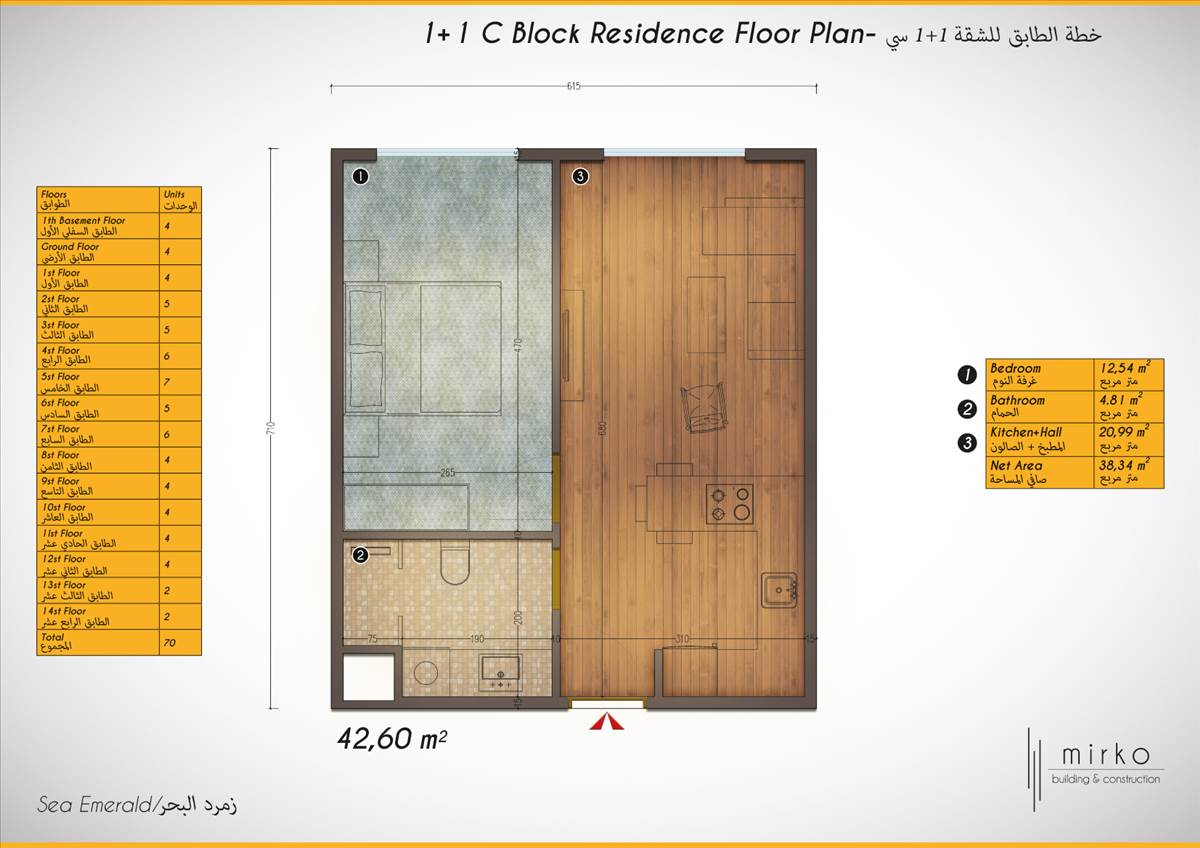 1+1 C Block Residence Floor Plan- خطة الطابق للشقة 1+1 سي
615
Floors Units
الطوابق الوحدات
1th Basement Floor 4
الطابق السفلي الأول
Ground Floor 4
الطابق الأرضي
1st Floor 4
الطابق الأول
2st Floor 5
الطابق الثاني
3st Floor 5
الطابق الثالث
4st Floor 6
الطابق الرابع
5st Floor 7
الطابق الخامس
6st Floor 5
الطابق السادس
7st Floor 6
الطابق السابع
8st Floor 4
الطابق الثامن
9st Floor 4
الطابق التاسع
10st Floor 4
الطابق العاشر
11st Floor 4
الطابق الحادي عشر
12st Floor 4
الطابق الثاني عشر
13st Floor 2
الطابق الثالث عشر
14st Floor 2
الطابق الرابع عشر
Total 70
المجموع
710
1
3
15
470
680
265
10
2
200
75 190 10 310 15
15
42,60 m²
1 Bedroom 12,54 m²
غرفة النوم متر مربع
2 Bathroom 4.81 m²
الحمام متر مربع
3 Kitchen+Hall 20,99 m²
المطبخ + الصالون متر مربع
Net Area 38,34 m²
صافي المساحة متر مربع
mirko
building & construction
Sea Emerald/زمرد البحر